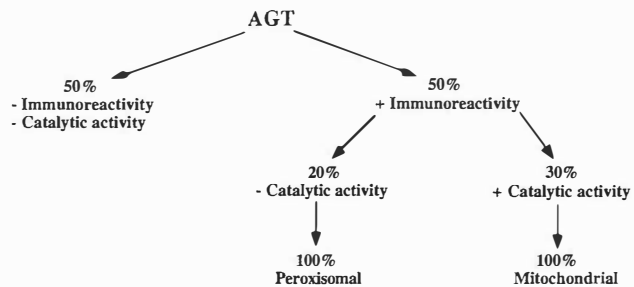 AGT
50%
- Immunoreactivity
- Catalytic activity
50%
+ Immunoreactivity
20%
- Catalytic activity
30%
+ Catalytic activity
100%
Peroxisomal
100%
Mitochondrial